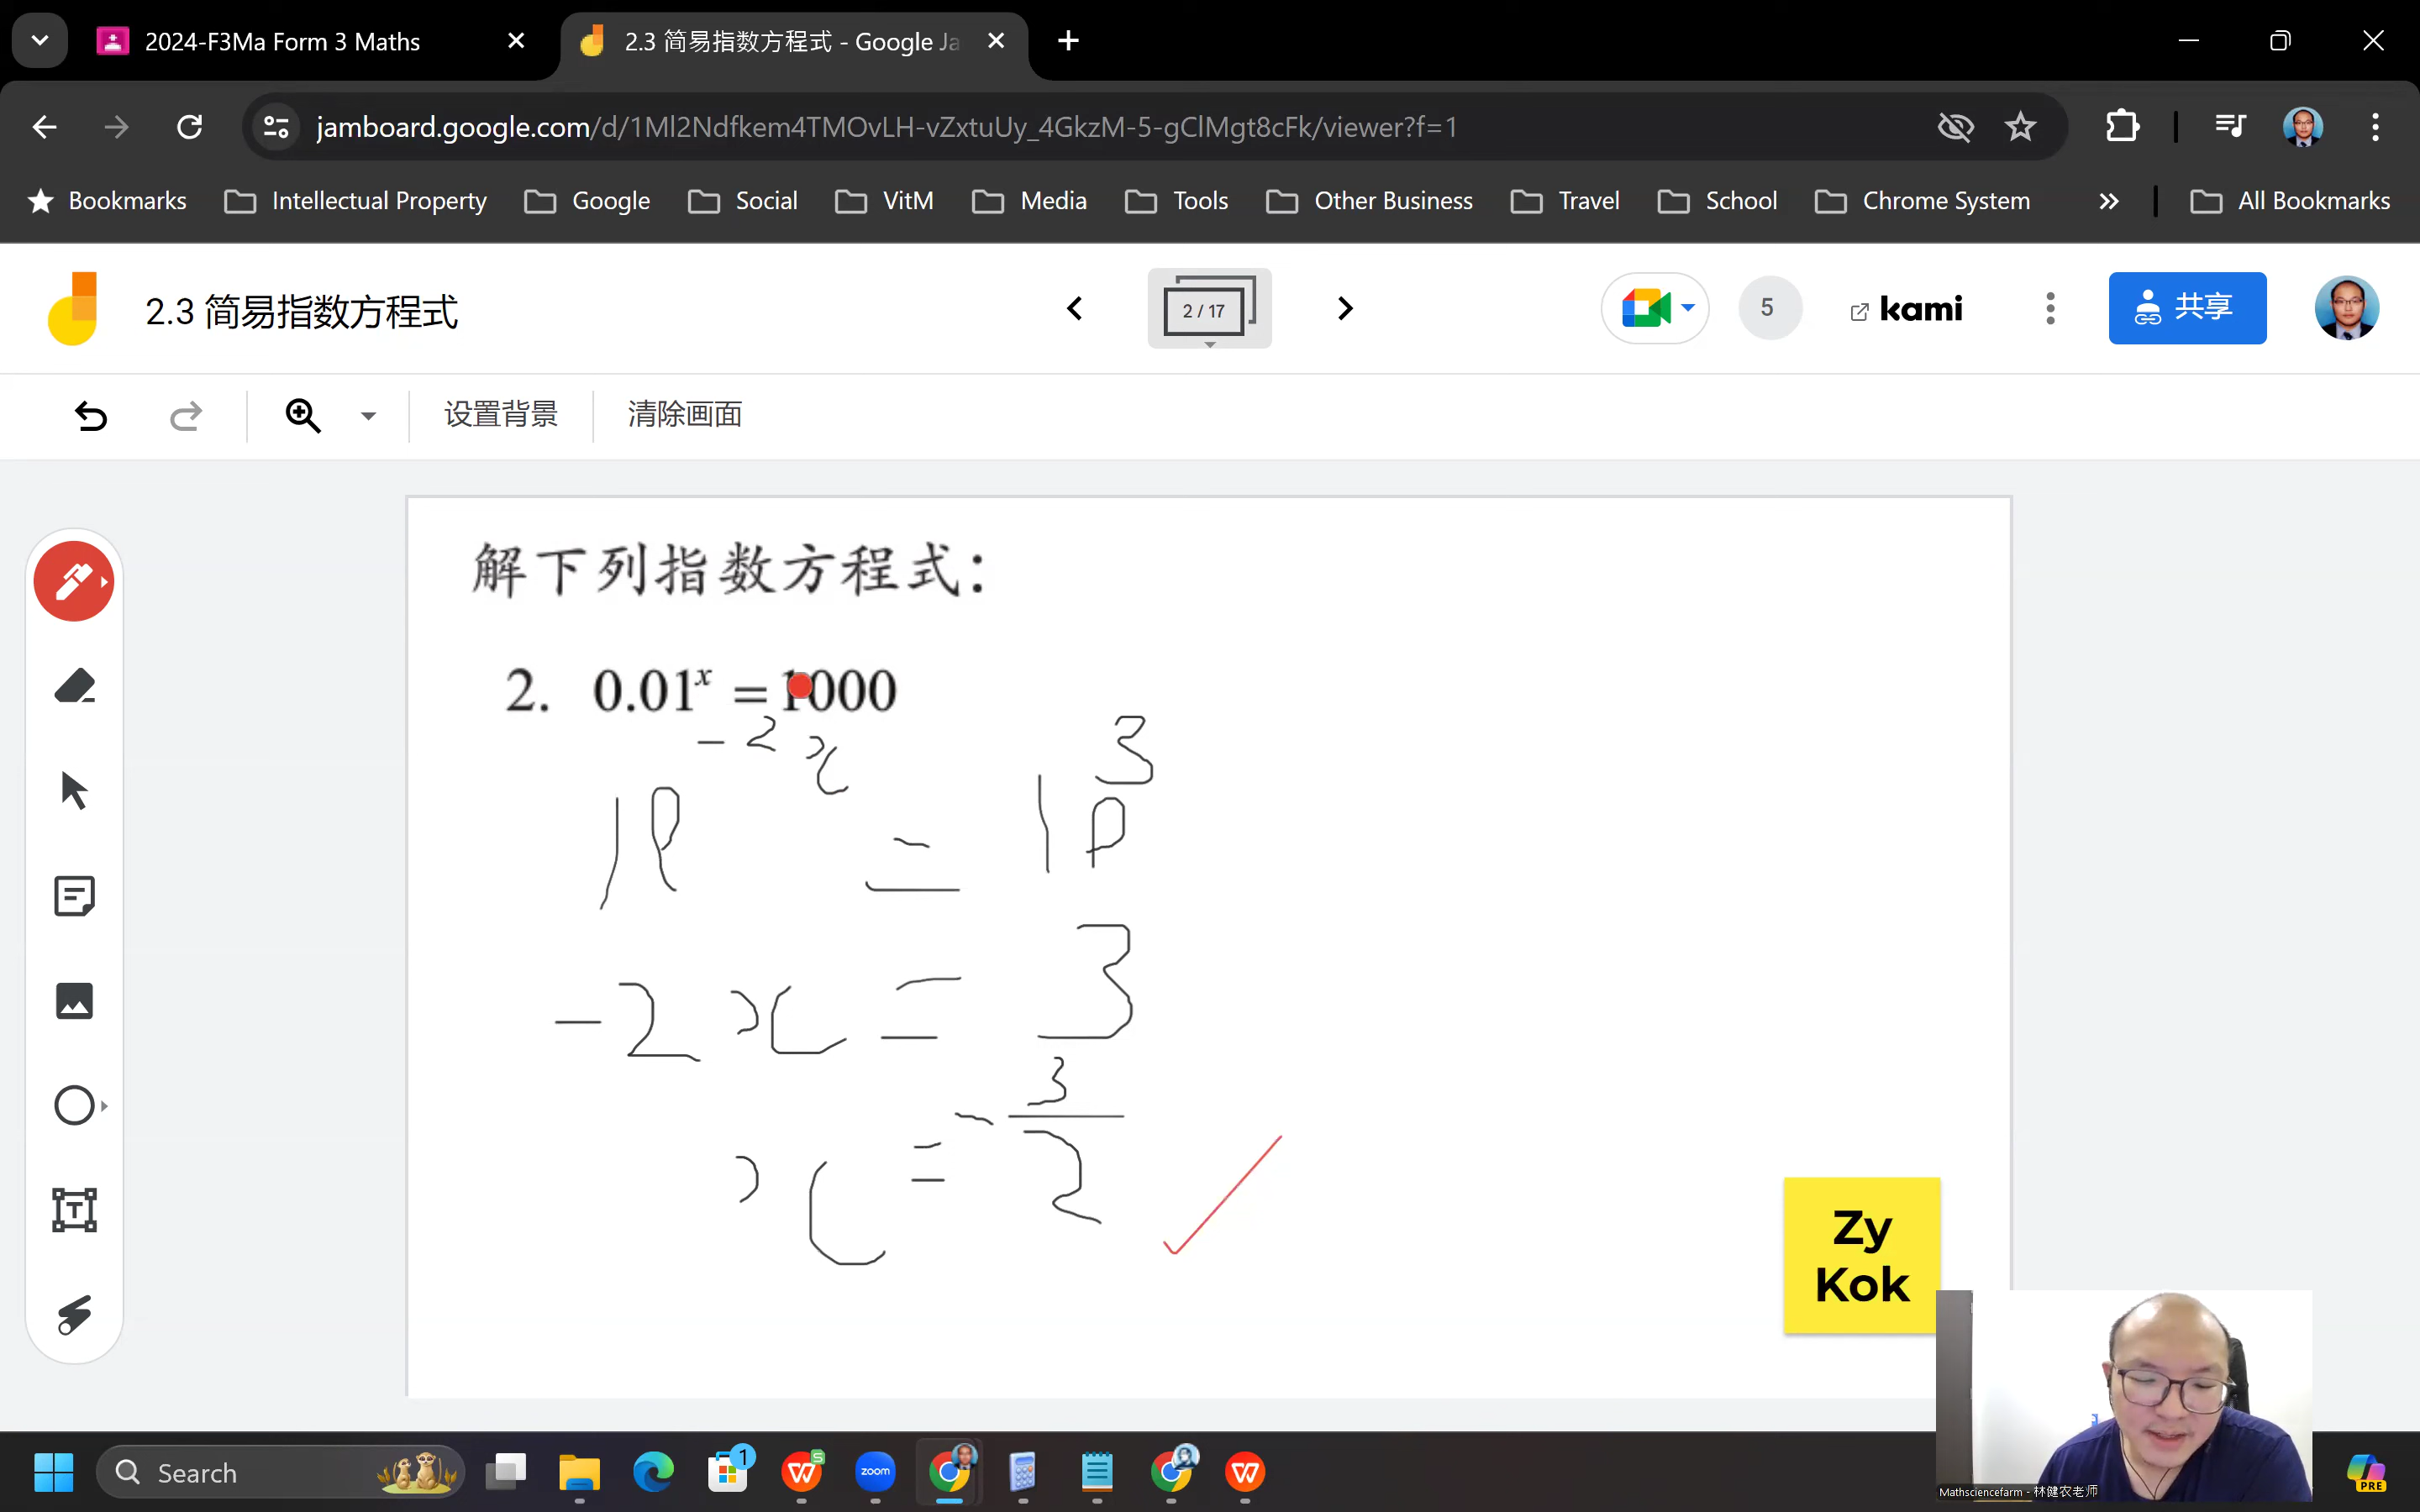 2024-F3Ma Form 3 Maths
2.3 简易指数方程式 - Google Ja
jamboard.google.com/d/1Ml2Ndfkem4TMOvLH-vZxtuUy_4GkzM-5-gClMgt8cFk/viewer?f=1
Bookmarks Intellectual Property Google Social VitM Media Tools Other Business Travel School Chrome System » All Bookmarks
2.3 简易指数方程式
2 / 17
5
kami
共享
设置背景 清除画面
解下列指数方程式：
2. 0.01ˣ = 1000
10⁻²ˣ = 10³
-2x = 3
x = -3/2
Zy
Kok
Mathsciencefarm - 林健农老师
Search
1
zoom
PRE